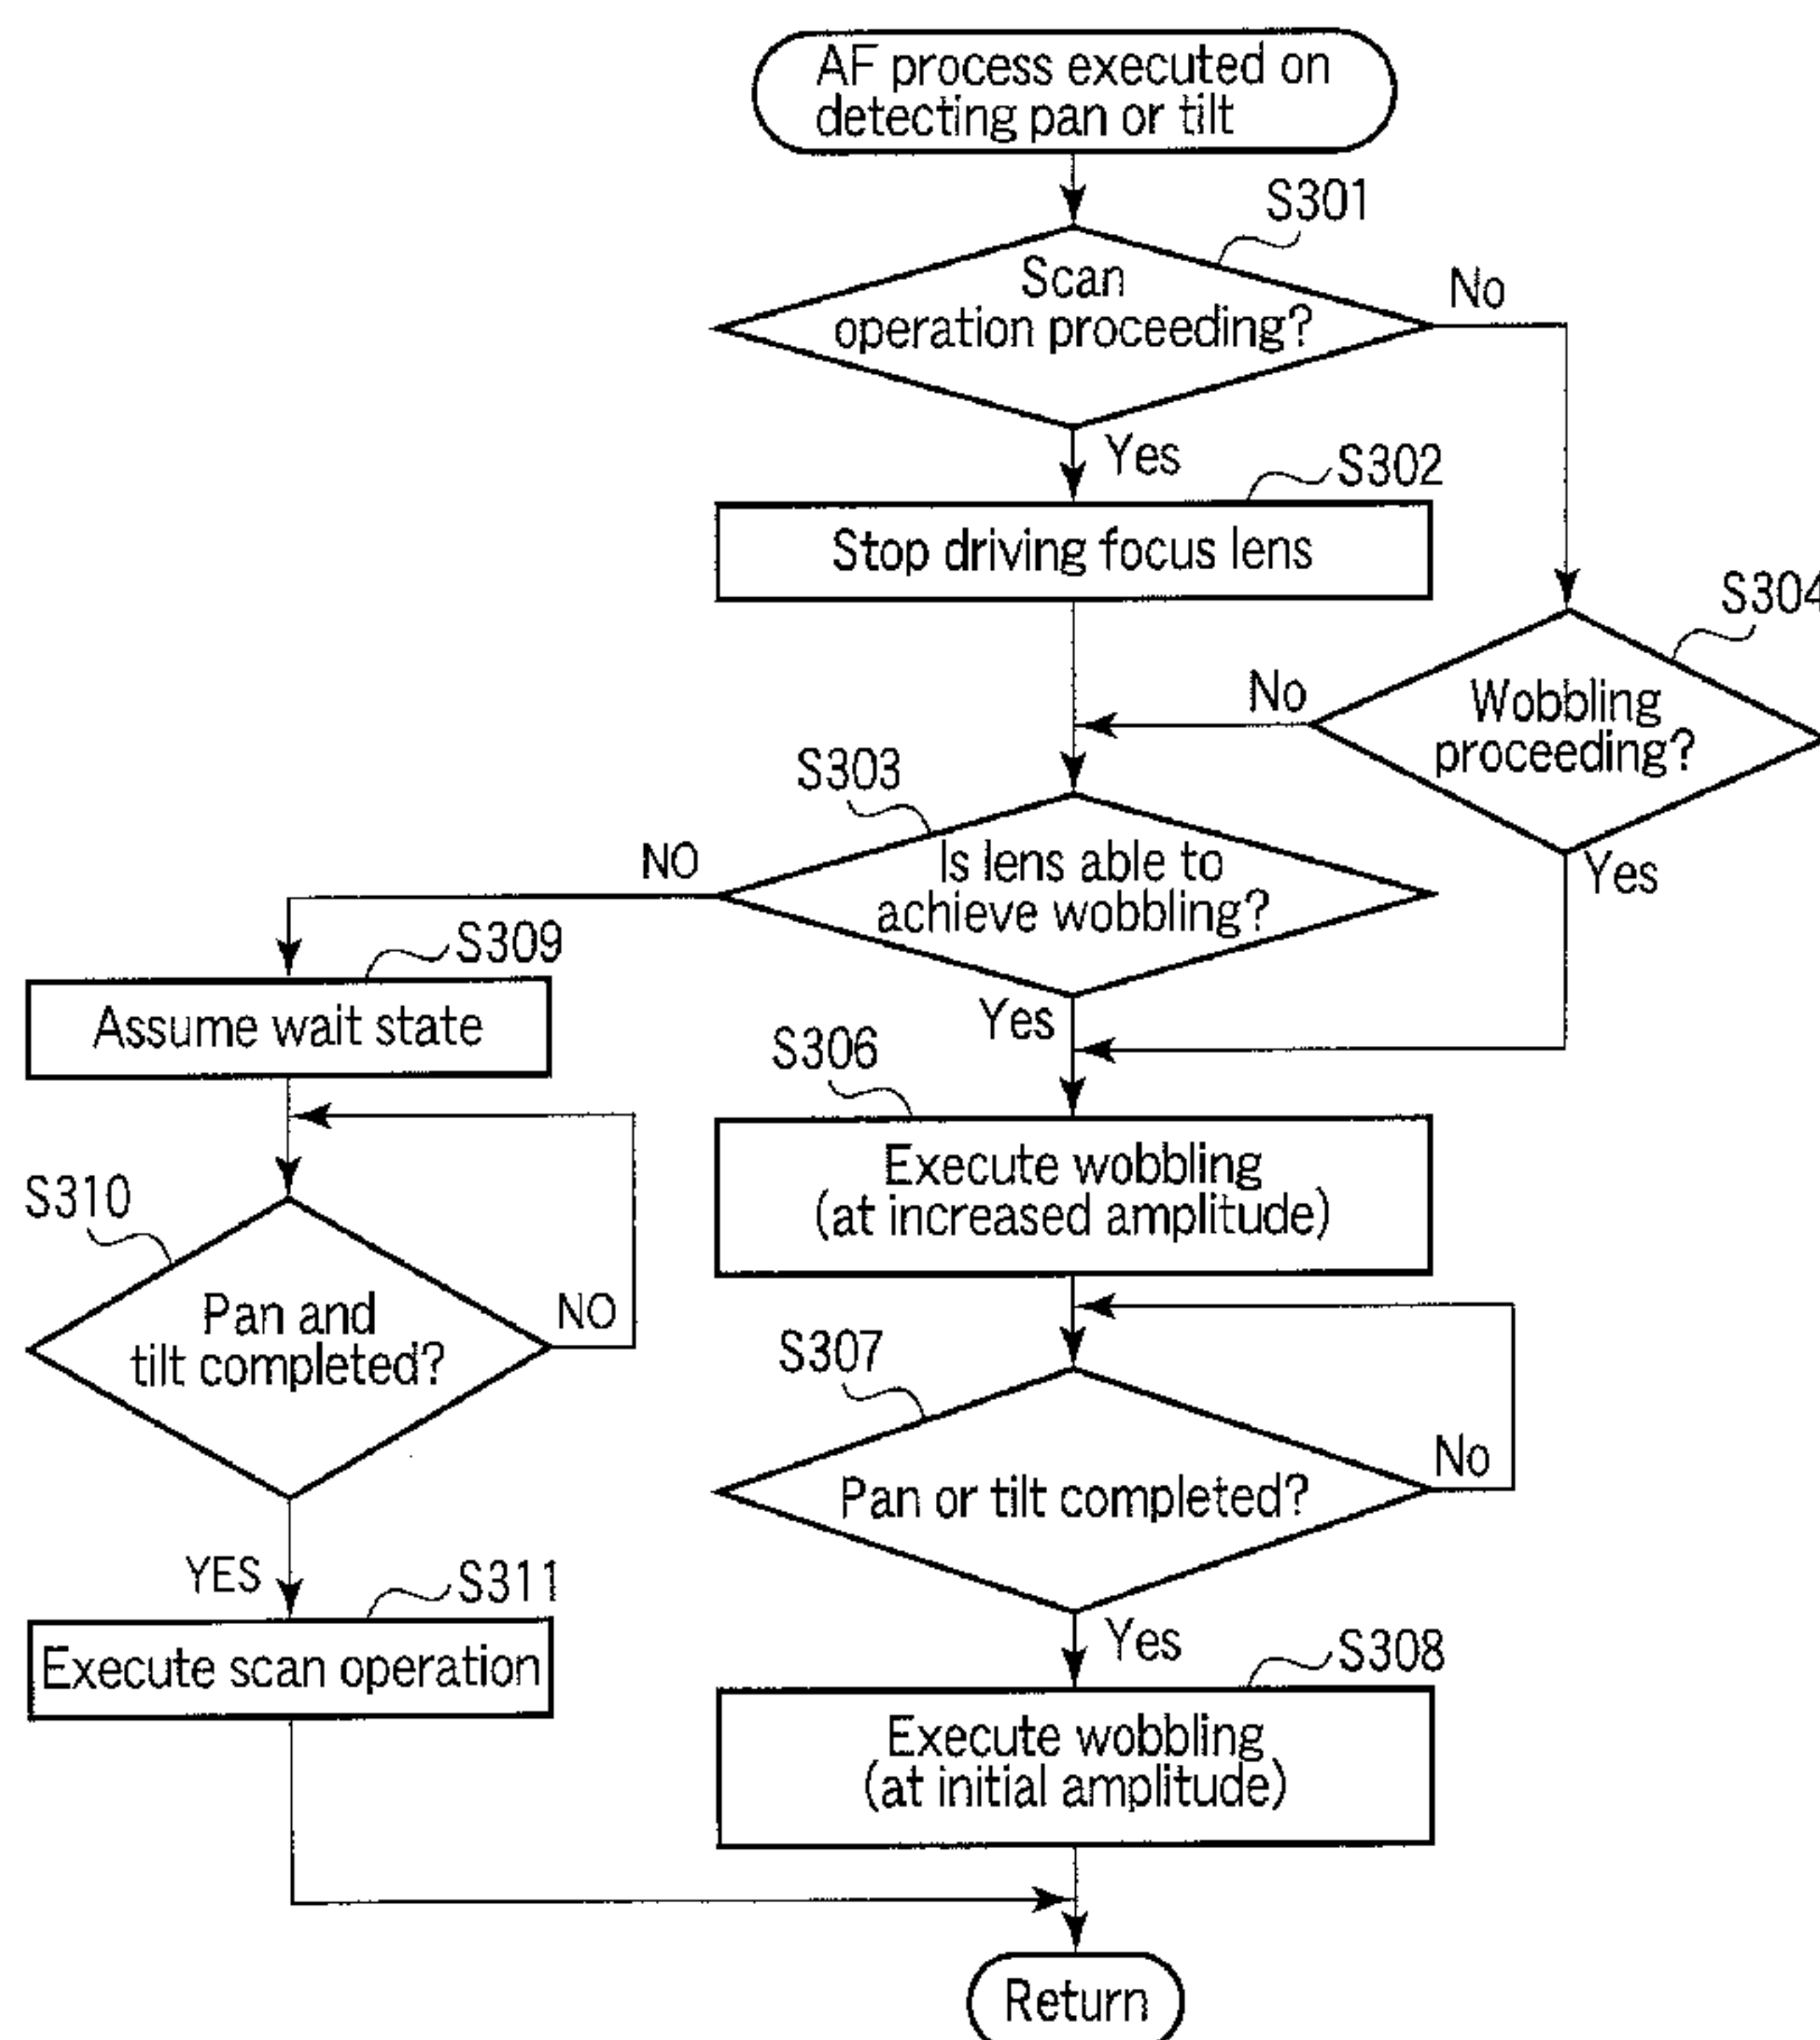 AF process executed on
detecting pan or tilt
S301
Scan
operation proceeding?
No
Yes
S302
Stop driving focus lens
S304
Wobbling
proceeding?
No
Yes
S303
Is lens able to
achieve wobbling?
NO
Yes
S309
Assume wait state
S306
Execute wobbling
(at increased amplitude)
S310
Pan and
tilt completed?
NO
YES
S307
Pan or tilt completed?
No
Yes
S311
Execute scan operation
S308
Execute wobbling
(at initial amplitude)
Return